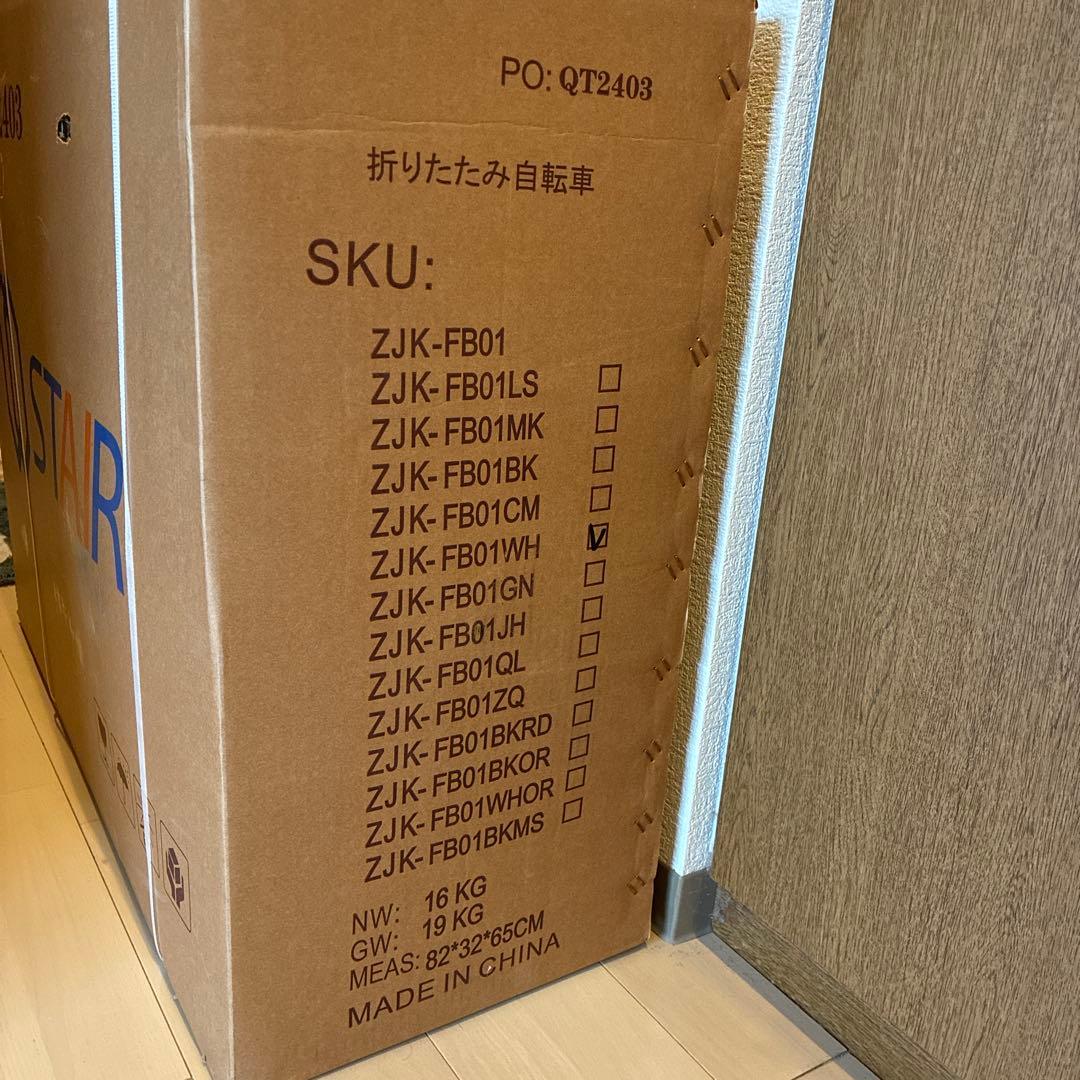 PO: QT2403
折りたたみ自転車
SKU:
ZJK-FB01
ZJK- FB01LS
ZJK- FB01MK
ZJK- FB01BK
ZJK- FB01CM
ZJK- FB01WH
ZJK- FB01GN
ZJK- FB01JH
ZJK- FB01QL
ZJK- FB01ZQ
ZJK- FB01BKRD
ZJK- FB01BKOR
ZJK- FB01WHOR
ZJK- FB01BKMS
NW: 16 KG
GW: 19 KG
MEAS: 82*32*65CM
MADE IN CHINA
403
STAIR